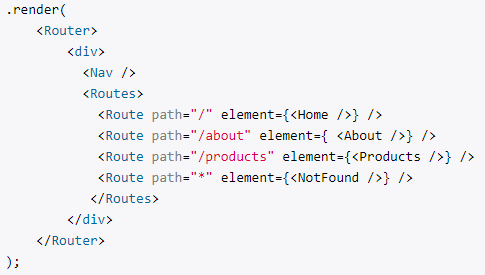 .render(
    <Router>
        <div>
          <Nav />
          <Routes>
            <Route path="/" element={<Home />} />
            <Route path="/about" element={ <About />} />
            <Route path="/products" element={<Products />} />
            <Route path="*" element={<NotFound />} />
           </Routes>
        </div>
    </Router>
);